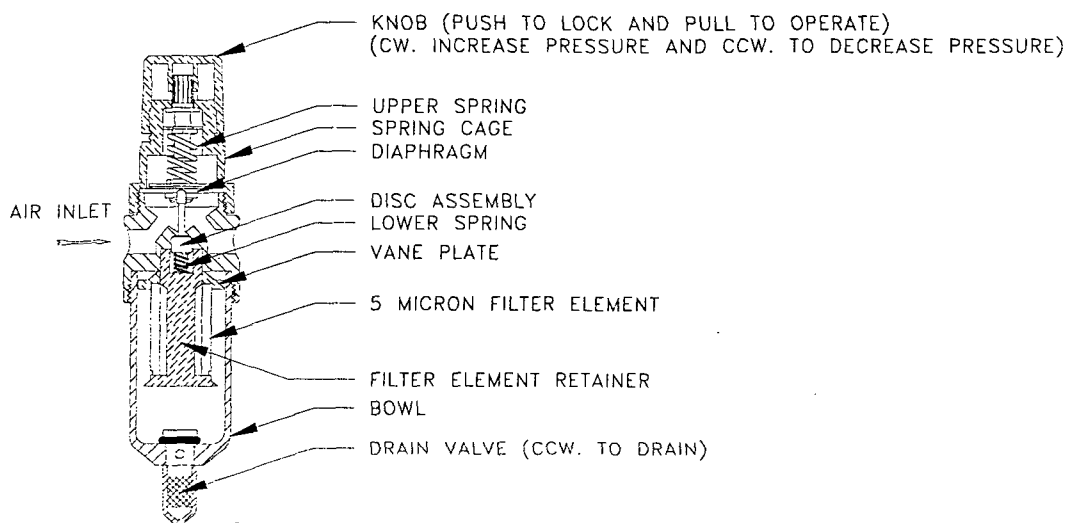 KNOB (PUSH TO LOCK AND PULL TO OPERATE)
(CW. INCREASE PRESSURE AND CCW. TO DECREASE PRESSURE)
UPPER SPRING
SPRING CAGE
DIAPHRAGM
AIR INLET
DISC ASSEMBLY
LOWER SPRING
VANE PLATE
5 MICRON FILTER ELEMENT
FILTER ELEMENT RETAINER
BOWL
DRAIN VALVE (CCW. TO DRAIN)